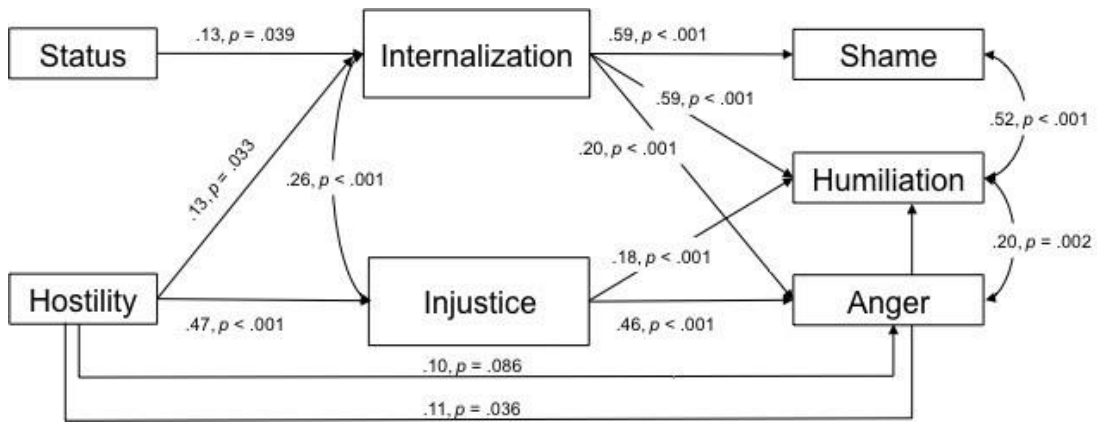 Status
.13, p = .039
Internalization
.59, p < .001
Shame
.59, p < .001
.52, p < .001
.20, p < .001
.13, p = .033
.26, p < .001
Humiliation
.18, p < .001
.20, p = .002
Hostility
.47, p < .001
Injustice
.46, p < .001
Anger
.10, p = .086
.11, p = .036